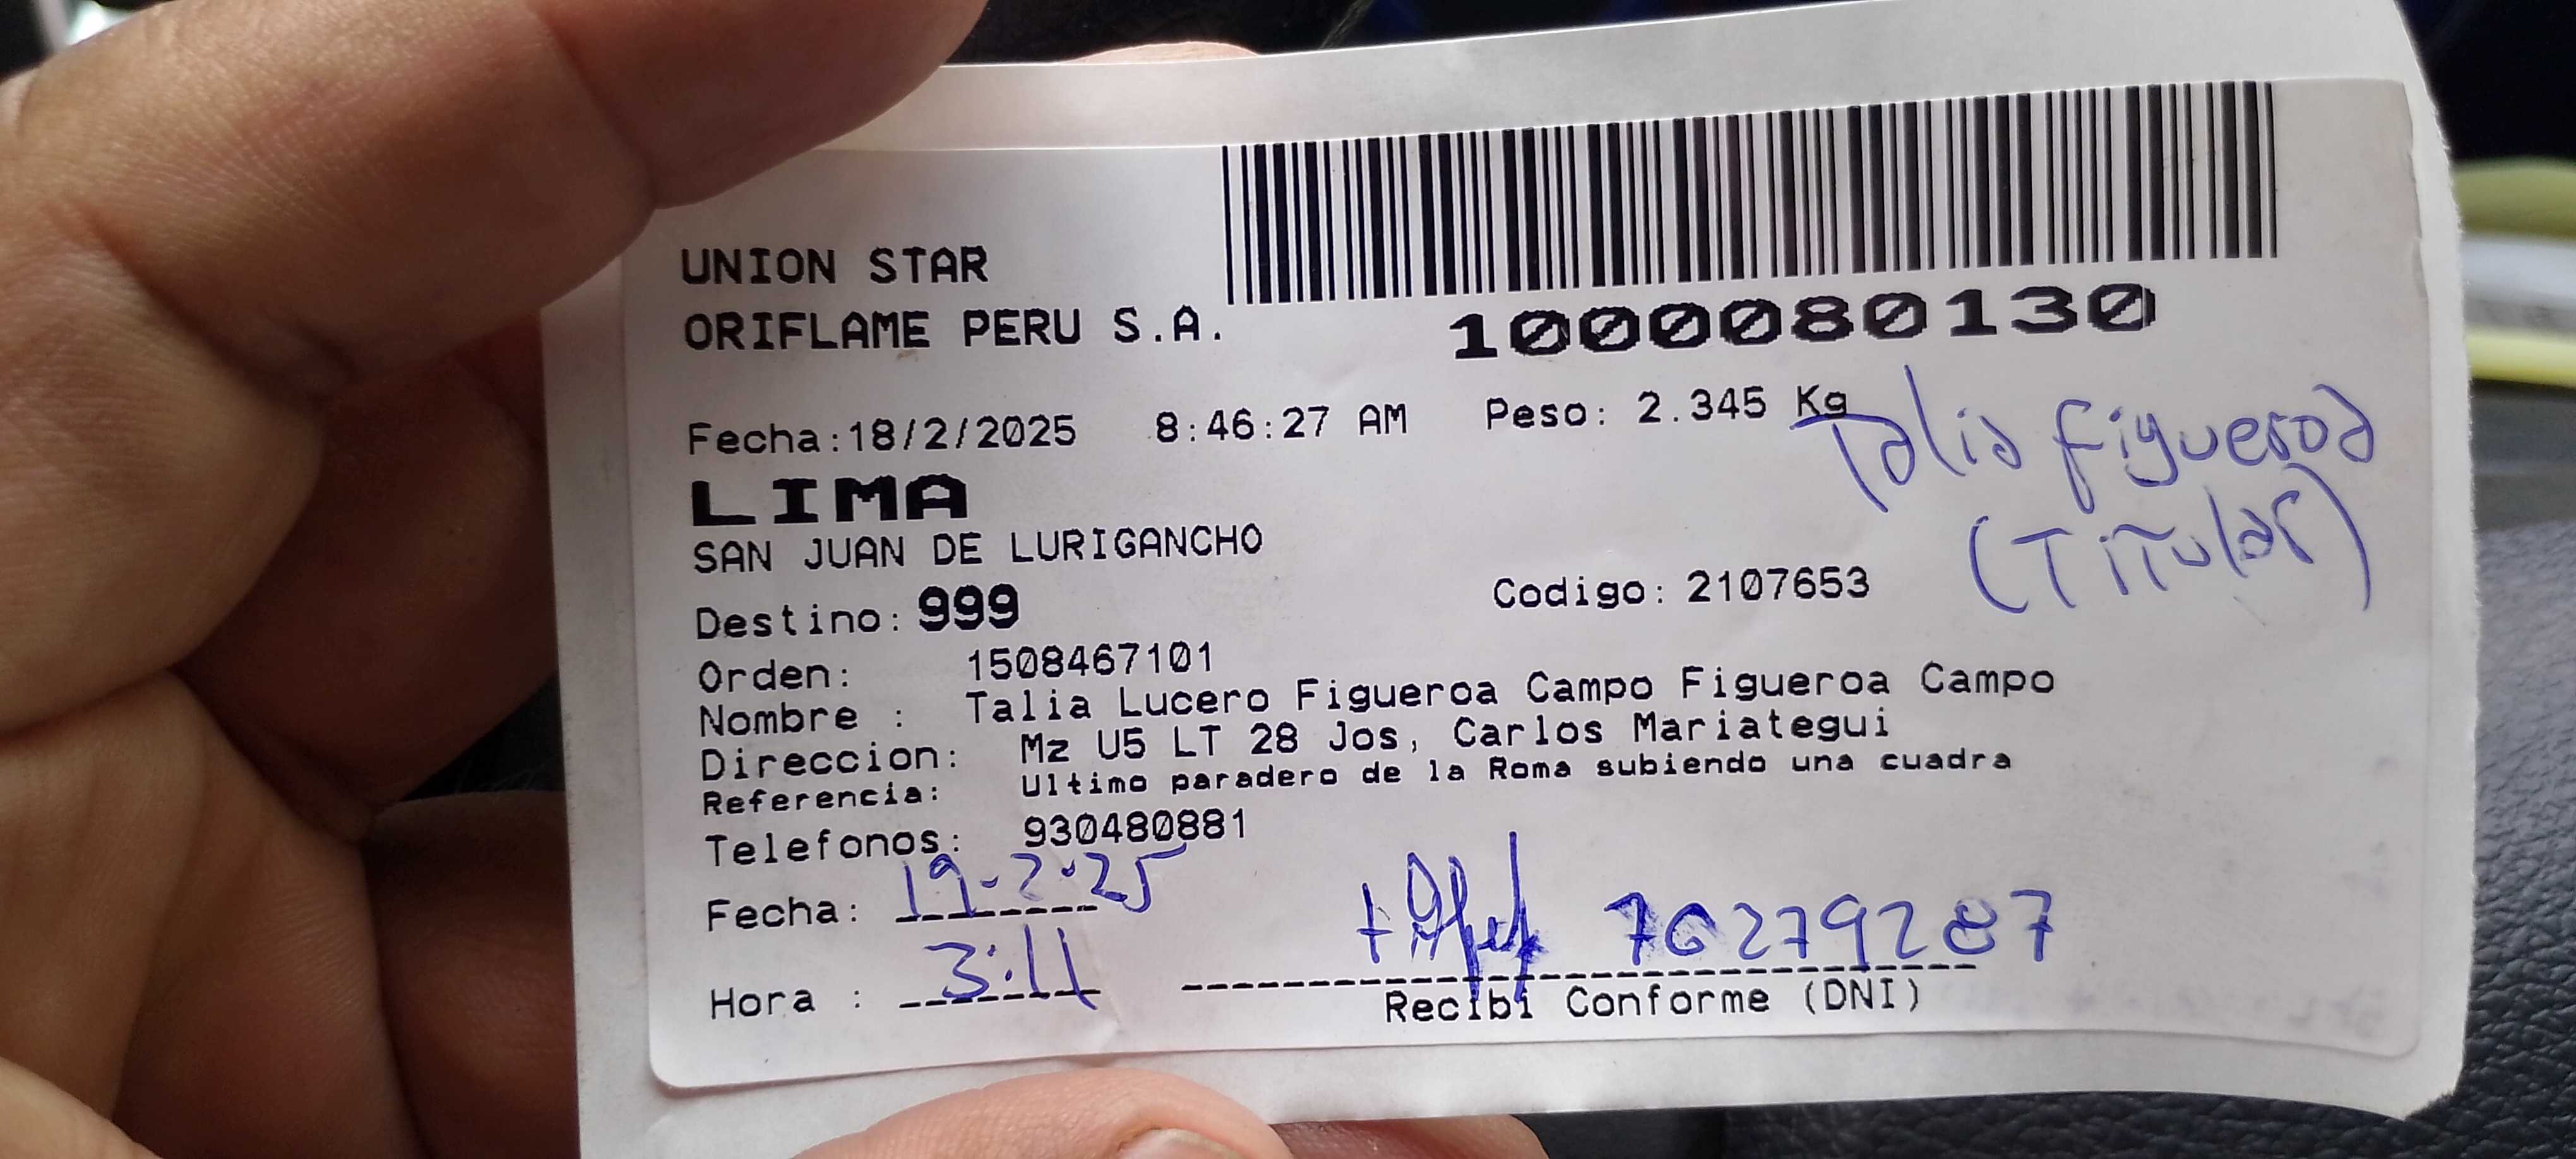 UNION STAR
ORIFLAME PERU S.A.
1000080130
Fecha:18/2/2025 8:46:27 AM Peso: 2.345 Kg
Talia Figueroa
(Titular)
LIMA
SAN JUAN DE LURIGANCHO
Destino: 999 Codigo: 2107653
Orden: 1508467101
Nombre : Talia Lucero Figueroa Campo Figueroa Campo
Direccion: Mz U5 LT 28 Jos, Carlos Mariategui
Referencia: Ultimo paradero de la Roma subiendo una cuadra
Telefonos: 930480881
Fecha: 19-2-25
Hora : 3:11 76279287
Recibi Conforme (DNI)